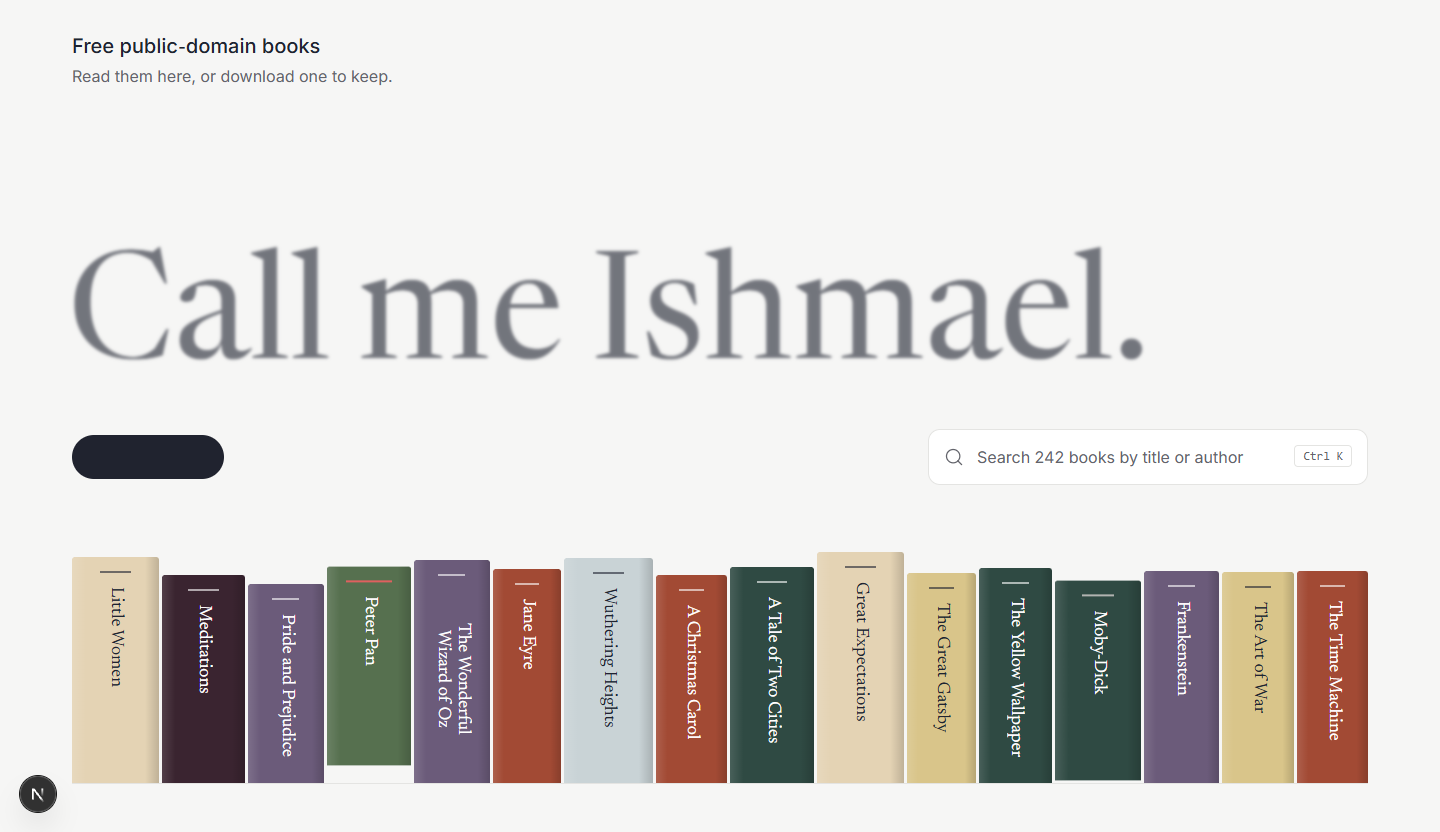 Free public-domain books
Read them here, or download one to keep.
Call me Ishmael.
Search 242 books by title or author
Ctrl K
Little Women
Meditations
Pride and Prejudice
Peter Pan
The Wonderful
Wizard of Oz
Jane Eyre
Wuthering Heights
A Christmas Carol
A Tale of Two Cities
Great Expectations
The Great Gatsby
The Yellow Wallpaper
Moby-Dick
Frankenstein
The Art of War
The Time Machine